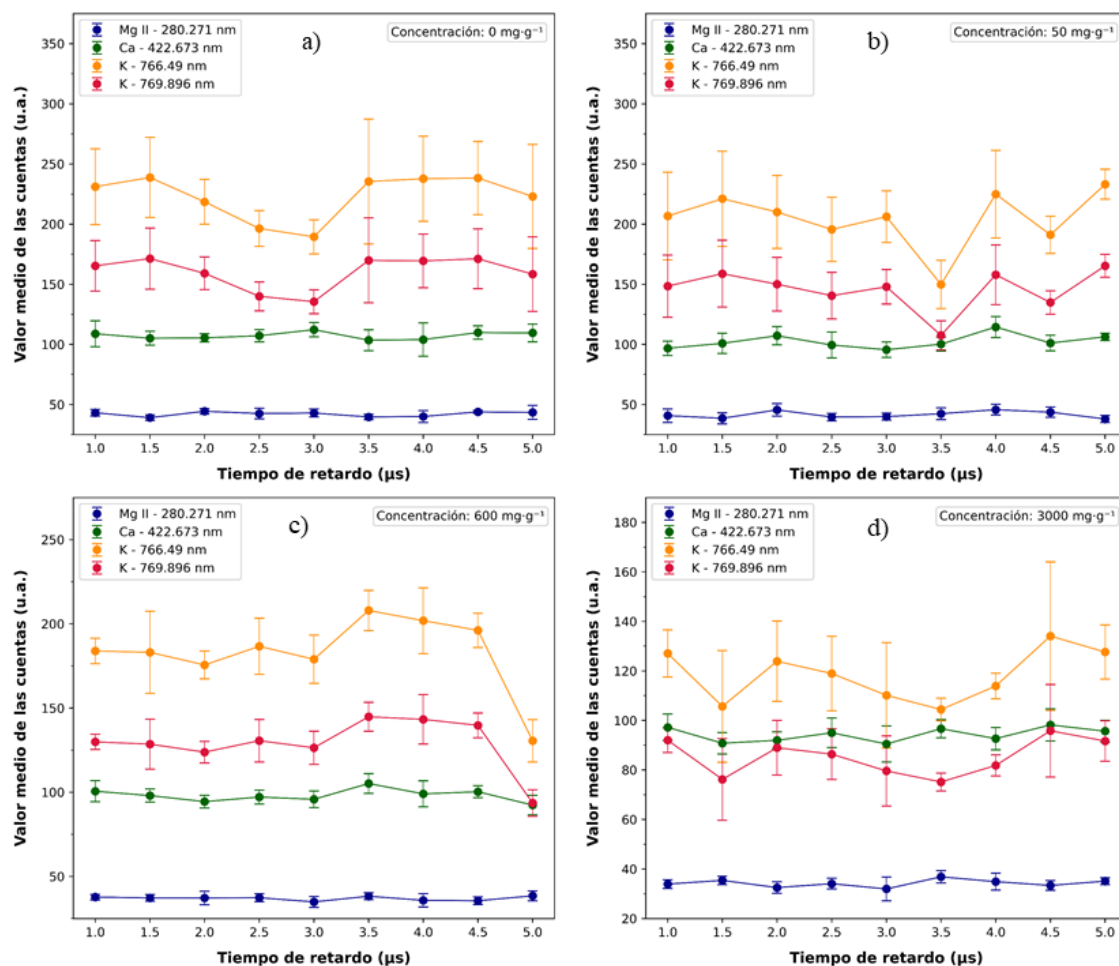 a)
Mg II - 280.271 nm
Ca - 422.673 nm
K - 766.49 nm
K - 769.896 nm
Concentración: 0 mg·g⁻¹
Valor medio de las cuentas (u.a.)
350
300
250
200
150
100
50
1.0 1.5 2.0 2.5 3.0 3.5 4.0 4.5 5.0
Tiempo de retardo (µs)
b)
Mg II - 280.271 nm
Ca - 422.673 nm
K - 766.49 nm
K - 769.896 nm
Concentración: 50 mg·g⁻¹
Valor medio de las cuentas (u.a.)
350
300
250
200
150
100
50
1.0 1.5 2.0 2.5 3.0 3.5 4.0 4.5 5.0
Tiempo de retardo (µs)
c)
Mg II - 280.271 nm
Ca - 422.673 nm
K - 766.49 nm
K - 769.896 nm
Concentración: 600 mg·g⁻¹
Valor medio de las cuentas (u.a.)
250
200
150
100
50
1.0 1.5 2.0 2.5 3.0 3.5 4.0 4.5 5.0
Tiempo de retardo (µs)
d)
Mg II - 280.271 nm
Ca - 422.673 nm
K - 766.49 nm
K - 769.896 nm
Concentración: 3000 mg·g⁻¹
Valor medio de las cuentas (u.a.)
180
160
140
120
100
80
60
40
20
1.0 1.5 2.0 2.5 3.0 3.5 4.0 4.5 5.0
Tiempo de retardo (µs)